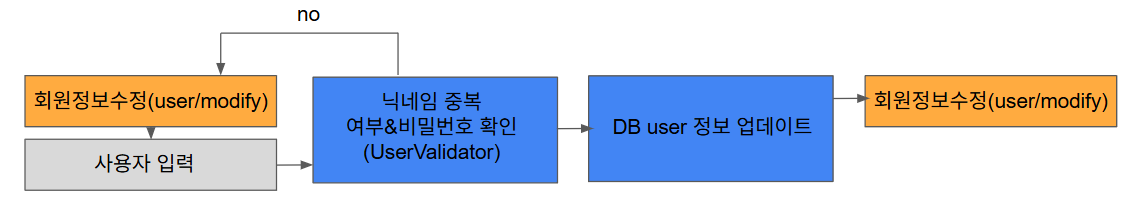 no
회원정보수정(user/modify)
사용자 입력
닉네임 중복
여부&비밀번호 확인
(UserValidator)
DB user 정보 업데이트
회원정보수정(user/modify)